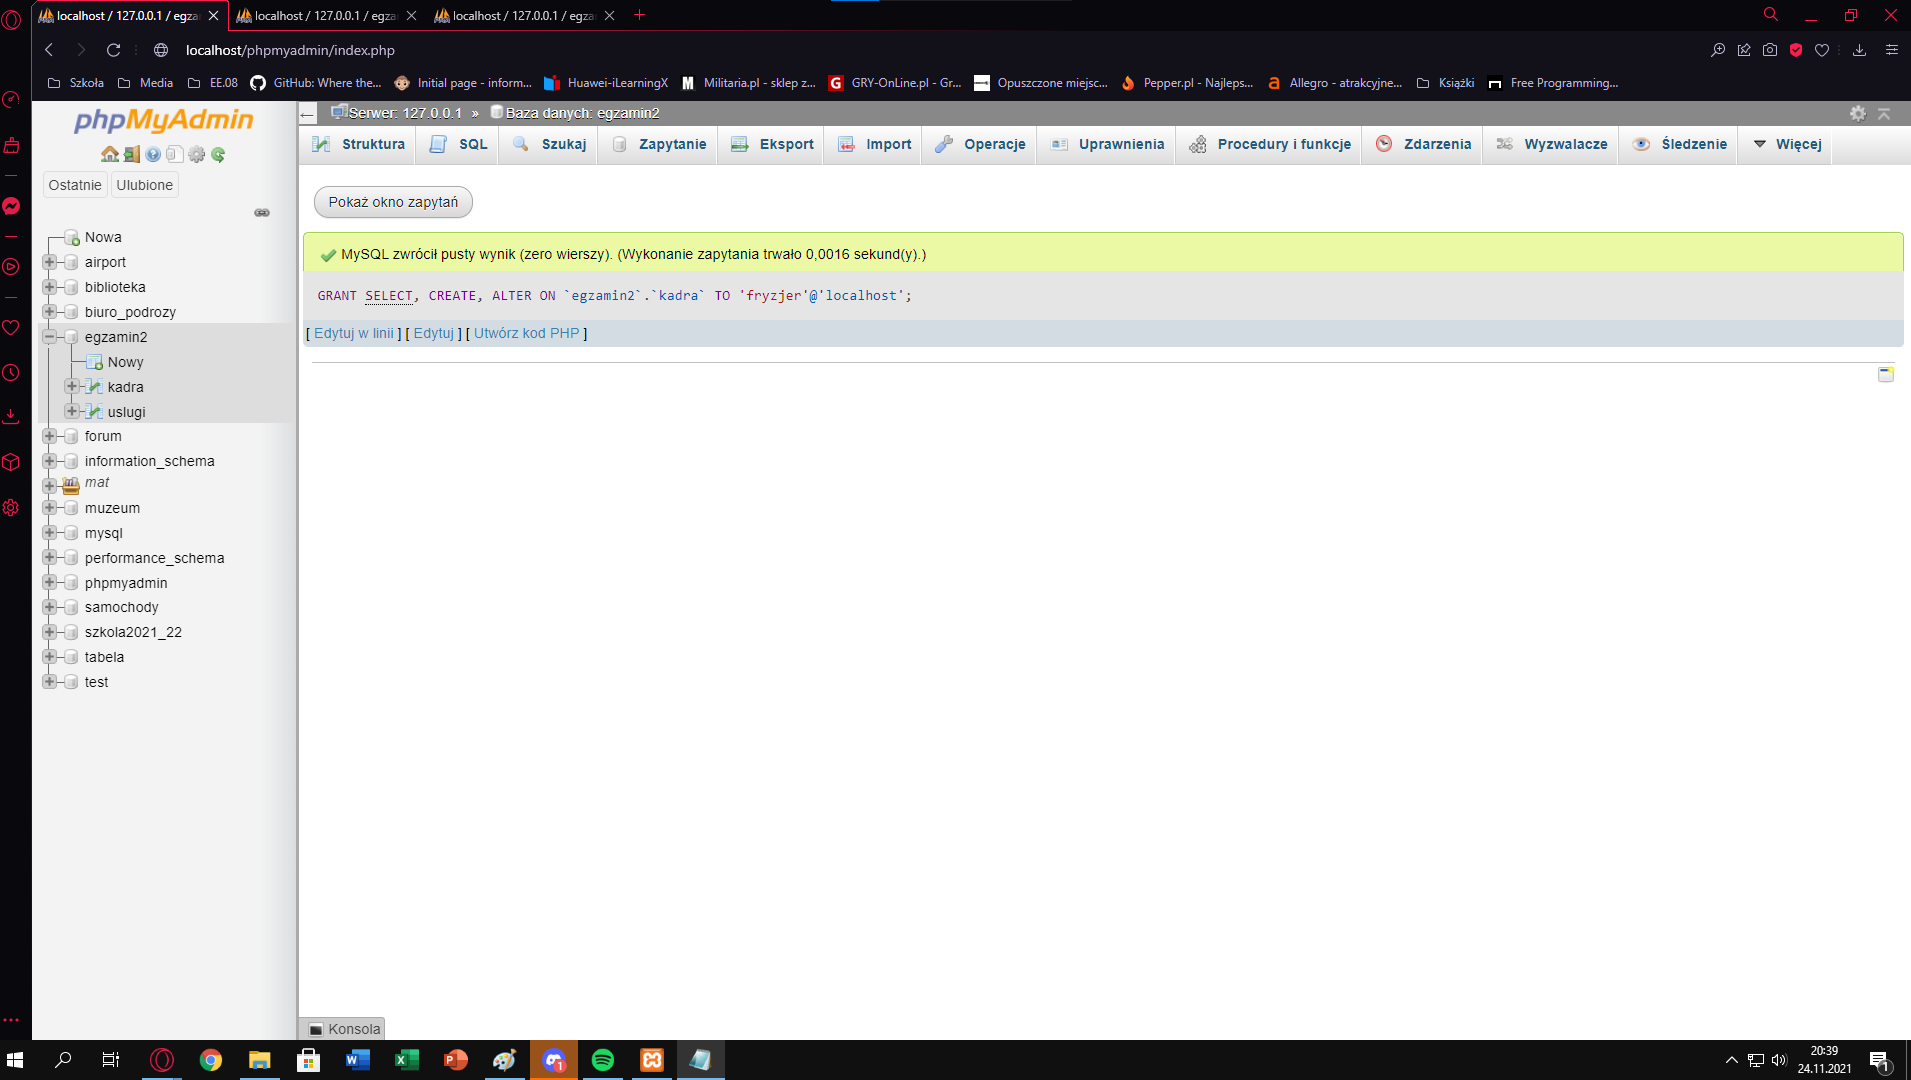 localhost / 127.0.0.1 / egza
localhost / 127.0.0.1 / egza
localhost / 127.0.0.1 / egza
localhost/phpmyadmin/index.php
Szkoła
Media
EE.08
GitHub: Where the...
Initial page - inform...
Huawei-iLearningX
Militaria.pl - sklep z...
GRY-OnLine.pl - Gr...
Opuszczone miejsc...
Pepper.pl - Najleps...
Allegro - atrakcyjne...
Książki
Free Programming...
phpMyAdmin
Ostatnie
Ulubione
Nowa
airport
biblioteka
biuro_podrozy
egzamin2
Nowy
kadra
uslugi
forum
information_schema
mat
muzeum
mysql
performance_schema
phpmyadmin
samochody
szkola2021_22
tabela
test
Serwer: 127.0.0.1 » Baza danych: egzamin2
Struktura
SQL
Szukaj
Zapytanie
Eksport
Import
Operacje
Uprawnienia
Procedury i funkcje
Zdarzenia
Wyzwalacze
Śledzenie
Więcej
Pokaż okno zapytań
MySQL zwrócił pusty wynik (zero wierszy). (Wykonanie zapytania trwało 0,0016 sekund(y).)
GRANT SELECT, CREATE, ALTER ON `egzamin2`.`kadra` TO 'fryzjer'@'localhost';
[ Edytuj w linii ] [ Edytuj ] [ Utwórz kod PHP ]
Konsola
20:39
24.11.2021
1
1